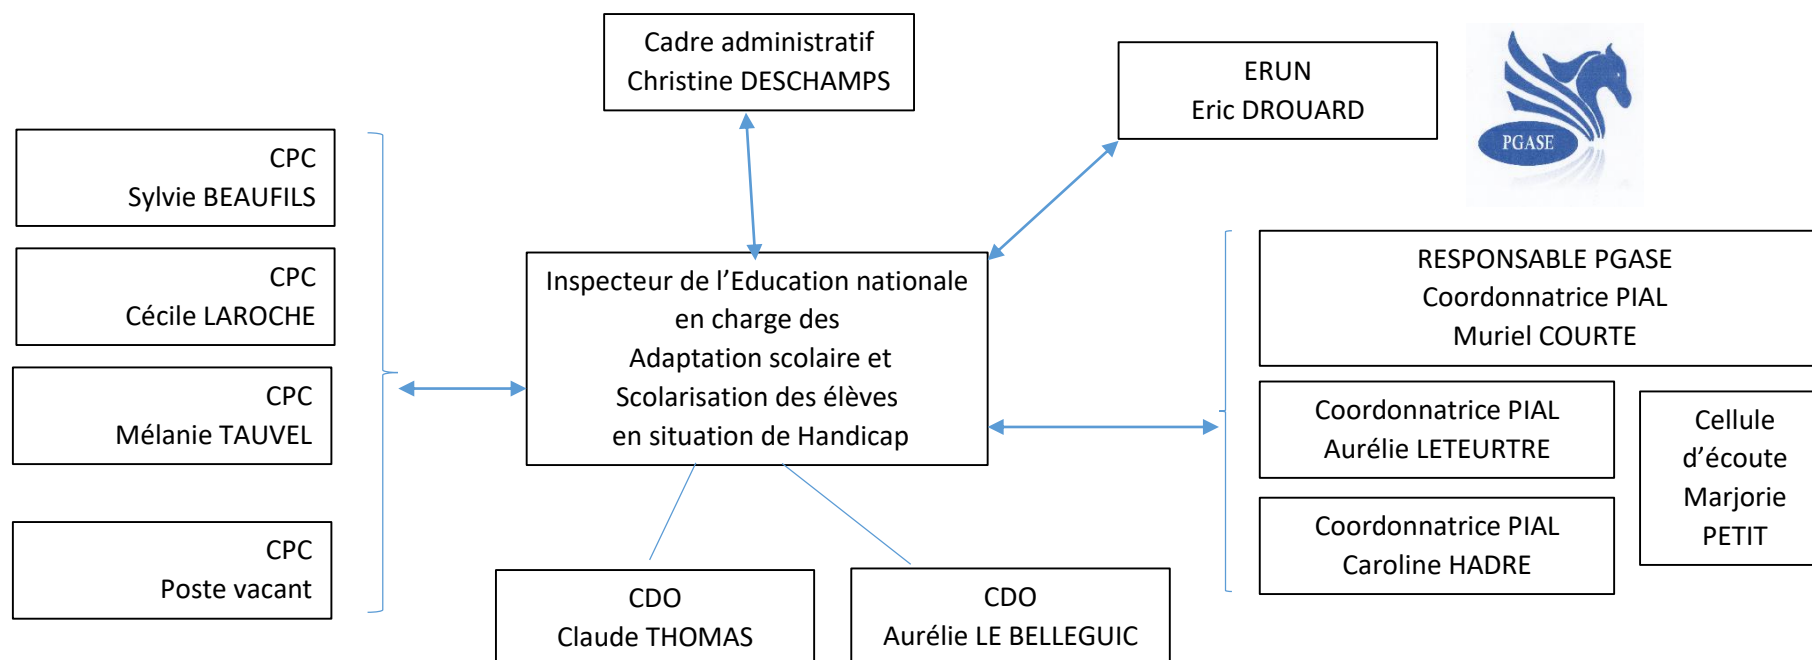 Cadre administratif
Christine DESCHAMPS
ERUN
Eric DROUARD
PGASE
CPC
Sylvie BEAUFILS
CPC
Cécile LAROCHE
CPC
Mélanie TAUVEL
CPC
Poste vacant
Inspecteur de l’Education nationale
en charge des
Adaptation scolaire et
Scolarisation des élèves
en situation de Handicap
RESPONSABLE PGASE
Coordonnatrice PIAL
Muriel COURTE
Coordonnatrice PIAL
Aurélie LETEURTRE
Coordonnatrice PIAL
Caroline HADRE
Cellule
d’écoute
Marjorie
PETIT
CDO
Claude THOMAS
CDO
Aurélie LE BELLEGUIC